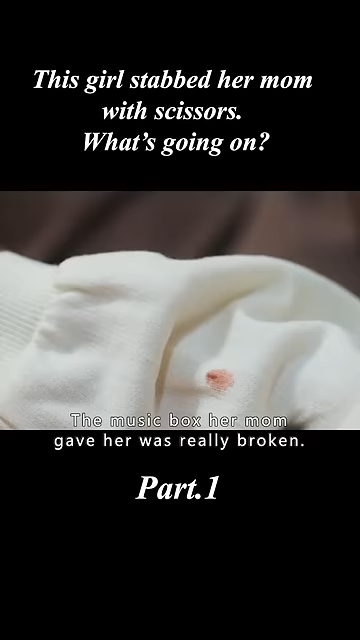 This girl stabbed her mom
with scissors.
What's going on?
The music box her mom
gave her was really broken.
Part.1